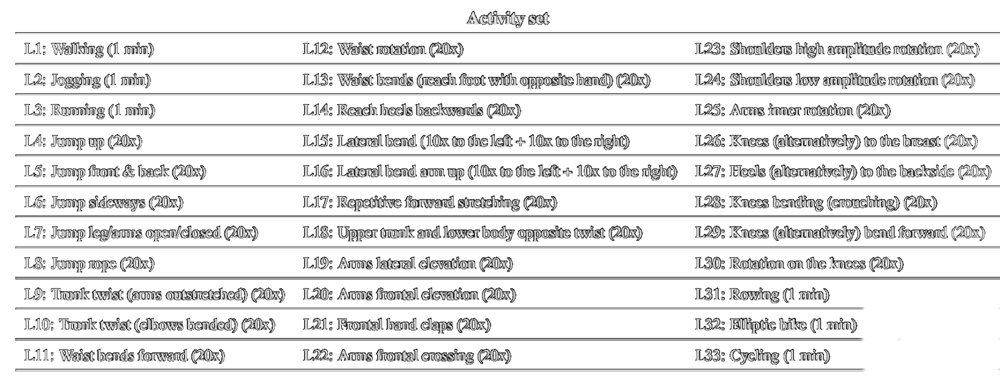 Activity set
L1: Walking (1 min) L12: Waist rotation (20x) L23: Shoulders high amplitude rotation (20x)
L2: Jogging (1 min) L13: Waist bends (reach foot with opposite hand) (20x) L24: Shoulders low amplitude rotation (20x)
L3: Running (1 min) L14: Reach heels backwards (20x) L25: Arms inner rotation (20x)
L4: Jump up (20x) L15: Lateral bend (10x to the left + 10x to the right) L26: Knees (alternatively) to the breast (20x)
L5: Jump front & back (20x) L16: Lateral bend arm up (10x to the left + 10x to the right) L27: Heels (alternatively) to the backside (20x)
L6: Jump sideways (20x) L17: Repetitive forward stretching (20x) L28: Knees bending (crouching) (20x)
L7: Jump leg/arms open/closed (20x) L18: Upper trunk and lower body opposite twist (20x) L29: Knees (alternatively) bend forward (20x)
L8: Jump rope (20x) L19: Arms lateral elevation (20x) L30: Rotation on the knees (20x)
L9: Trunk twist (arms outstretched) (20x) L20: Arms frontal elevation (20x) L31: Rowing (1 min)
L10: Trunk twist (elbows bended) (20x) L21: Frontal hand claps (20x) L32: Elliptic bike (1 min)
L11: Waist bends forward (20x) L22: Arms frontal crossing (20x) L33: Cycling (1 min)